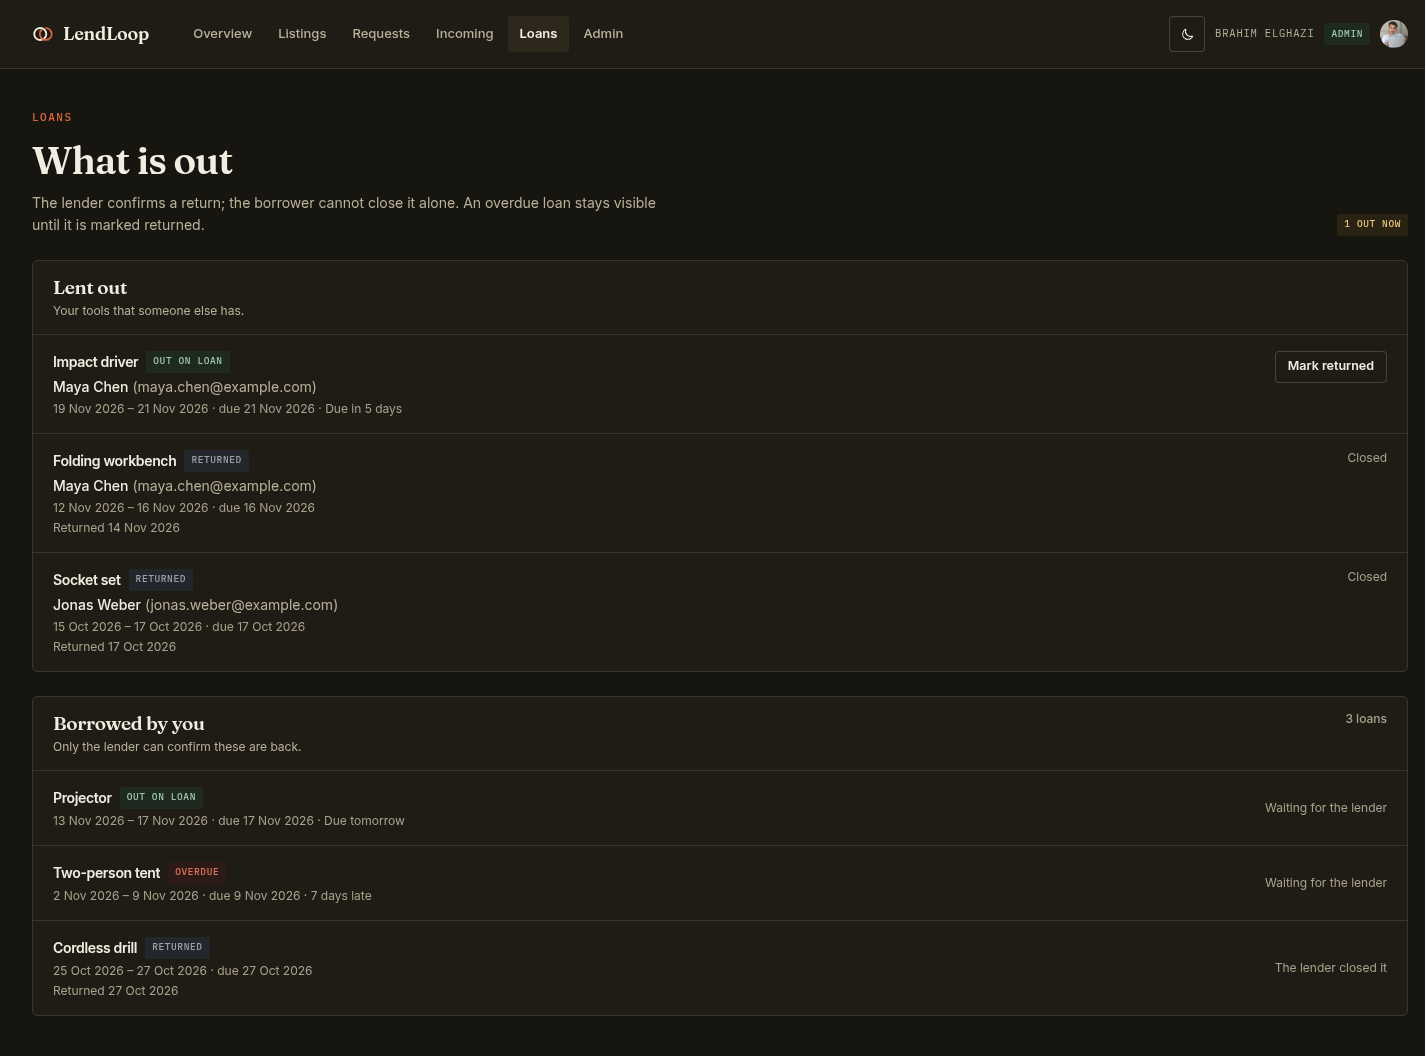 LendLoop
Overview
Listings
Requests
Incoming
Loans
Admin
BRAHIM ELGHAZI
ADMIN
LOANS
What is out
The lender confirms a return; the borrower cannot close it alone. An overdue loan stays visible
until it is marked returned.
1 OUT NOW
Lent out
Your tools that someone else has.
Impact driver OUT ON LOAN
Mark returned
Maya Chen (maya.chen@example.com)
19 Nov 2026 – 21 Nov 2026 · due 21 Nov 2026 · Due in 5 days
Folding workbench RETURNED
Closed
Maya Chen (maya.chen@example.com)
12 Nov 2026 – 16 Nov 2026 · due 16 Nov 2026
Returned 14 Nov 2026
Socket set RETURNED
Closed
Jonas Weber (jonas.weber@example.com)
15 Oct 2026 – 17 Oct 2026 · due 17 Oct 2026
Returned 17 Oct 2026
Borrowed by you
3 loans
Only the lender can confirm these are back.
Projector OUT ON LOAN
Waiting for the lender
13 Nov 2026 – 17 Nov 2026 · due 17 Nov 2026 · Due tomorrow
Two-person tent OVERDUE
Waiting for the lender
2 Nov 2026 – 9 Nov 2026 · due 9 Nov 2026 · 7 days late
Cordless drill RETURNED
The lender closed it
25 Oct 2026 – 27 Oct 2026 · due 27 Oct 2026
Returned 27 Oct 2026